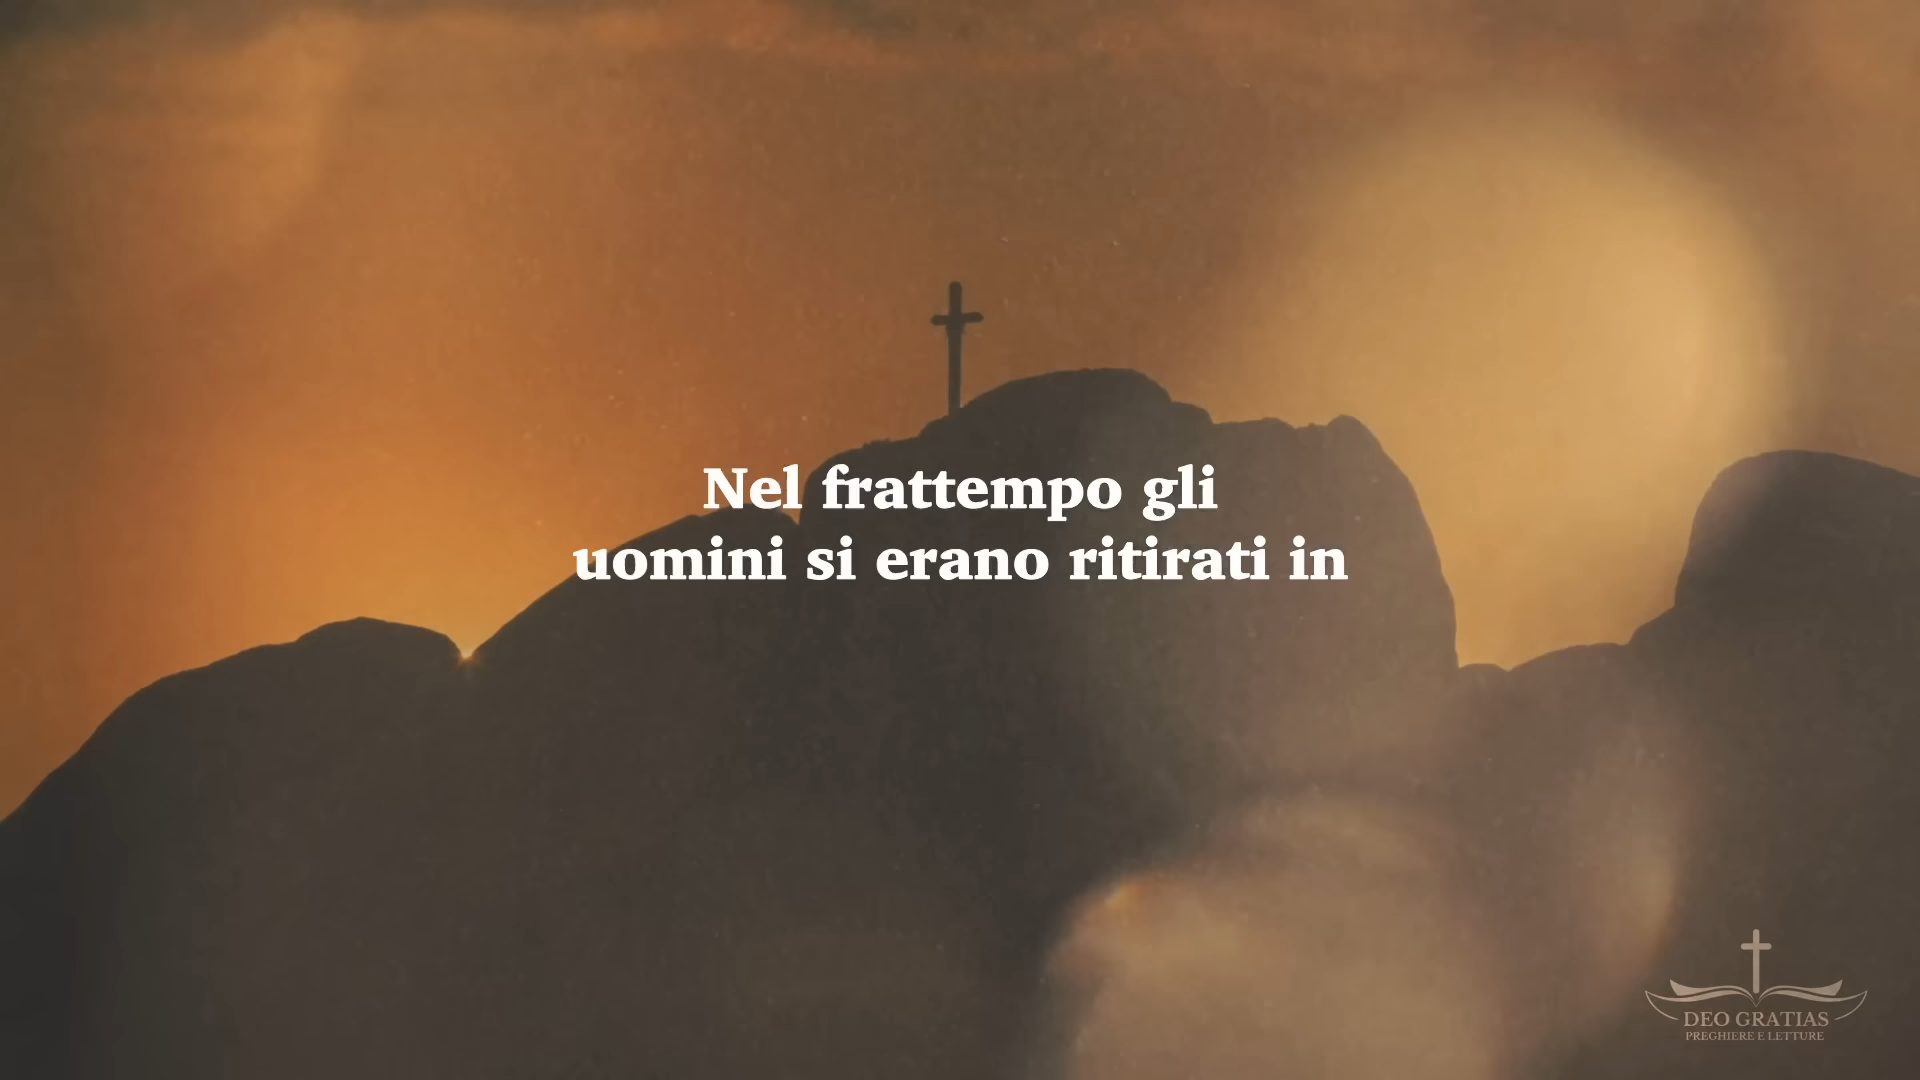 Nel frattempo gli
uomini si erano ritirati in
DEO GRATIAS
PREGHIERE E LETTURE